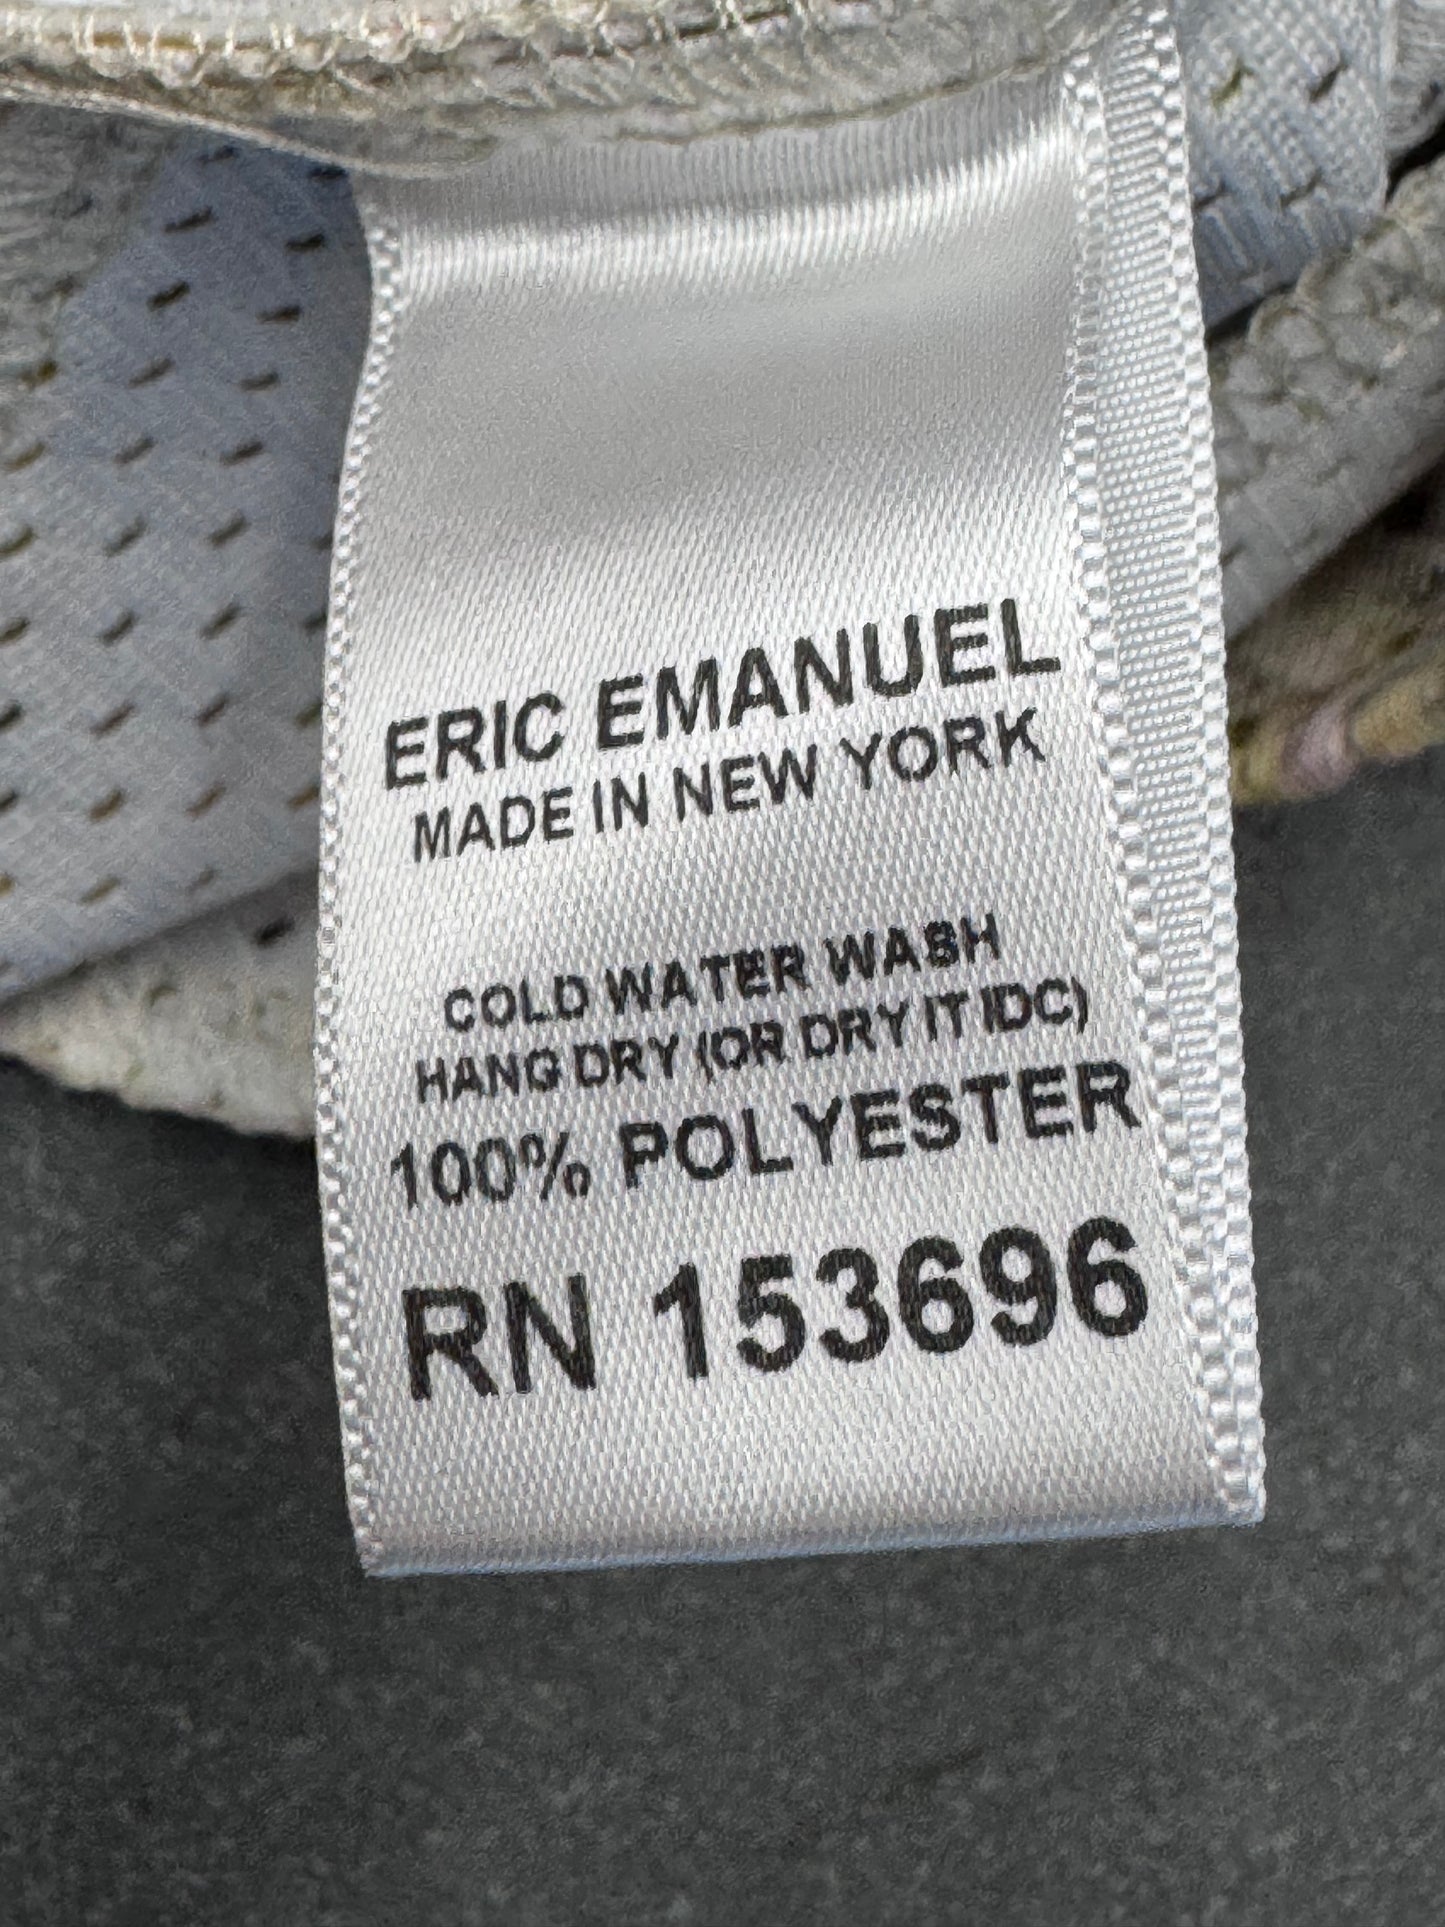 ERIC EMANUEL
MADE IN NEW YORK
COLD WATER WASH
HANG DRY (OR DRY IT IDC)
100% POLYESTER
RN 153696